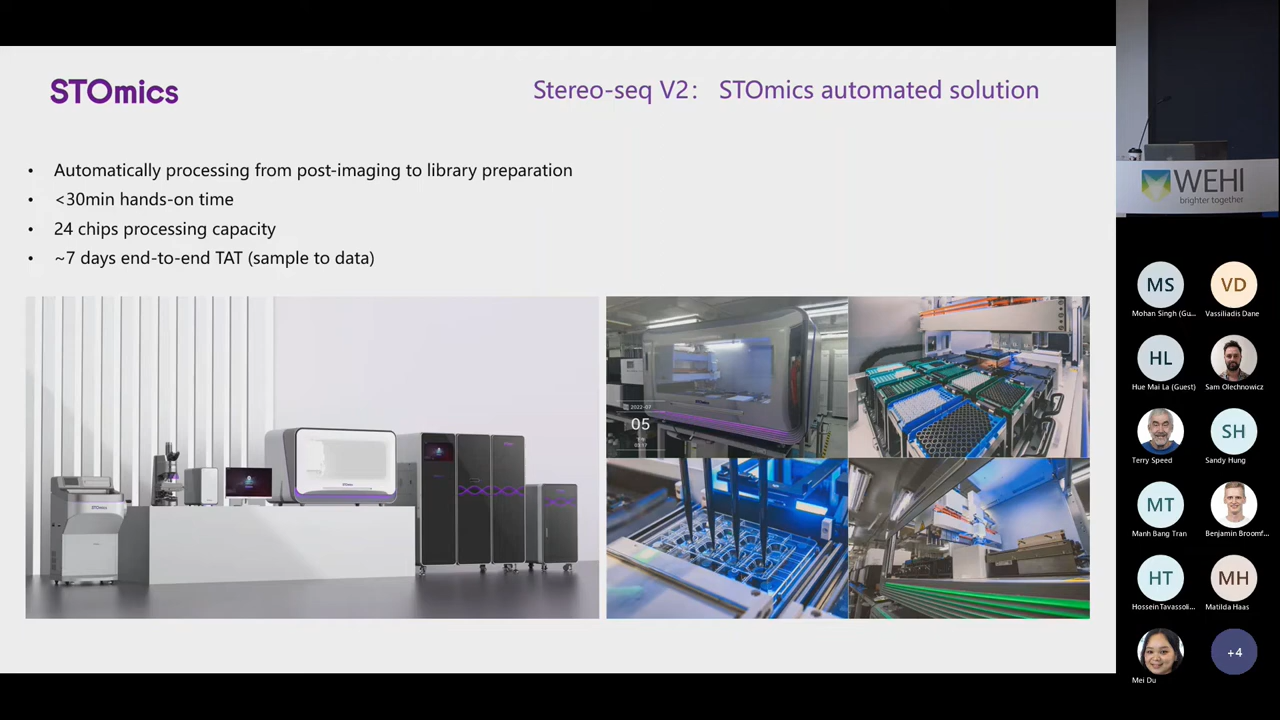 STOmics
Stereo-seq V2: STOmics automated solution
• Automatically processing from post-imaging to library preparation
• <30min hands-on time
• 24 chips processing capacity
• ~7 days end-to-end TAT (sample to data)
STOmics
2022-07
05
WEHI
brighter together
MS
Mohan Singh (Gu...
VD
Vassiliadis Dane
HL
Hue Mai La (Guest)
Sam Olechnowicz
Terry Speed
SH
Sandy Hung
MT
Manh Bang Tran
Benjamin Broomf...
HT
Hossein Tavassoli...
MH
Matilda Haas
Mei Du
+4